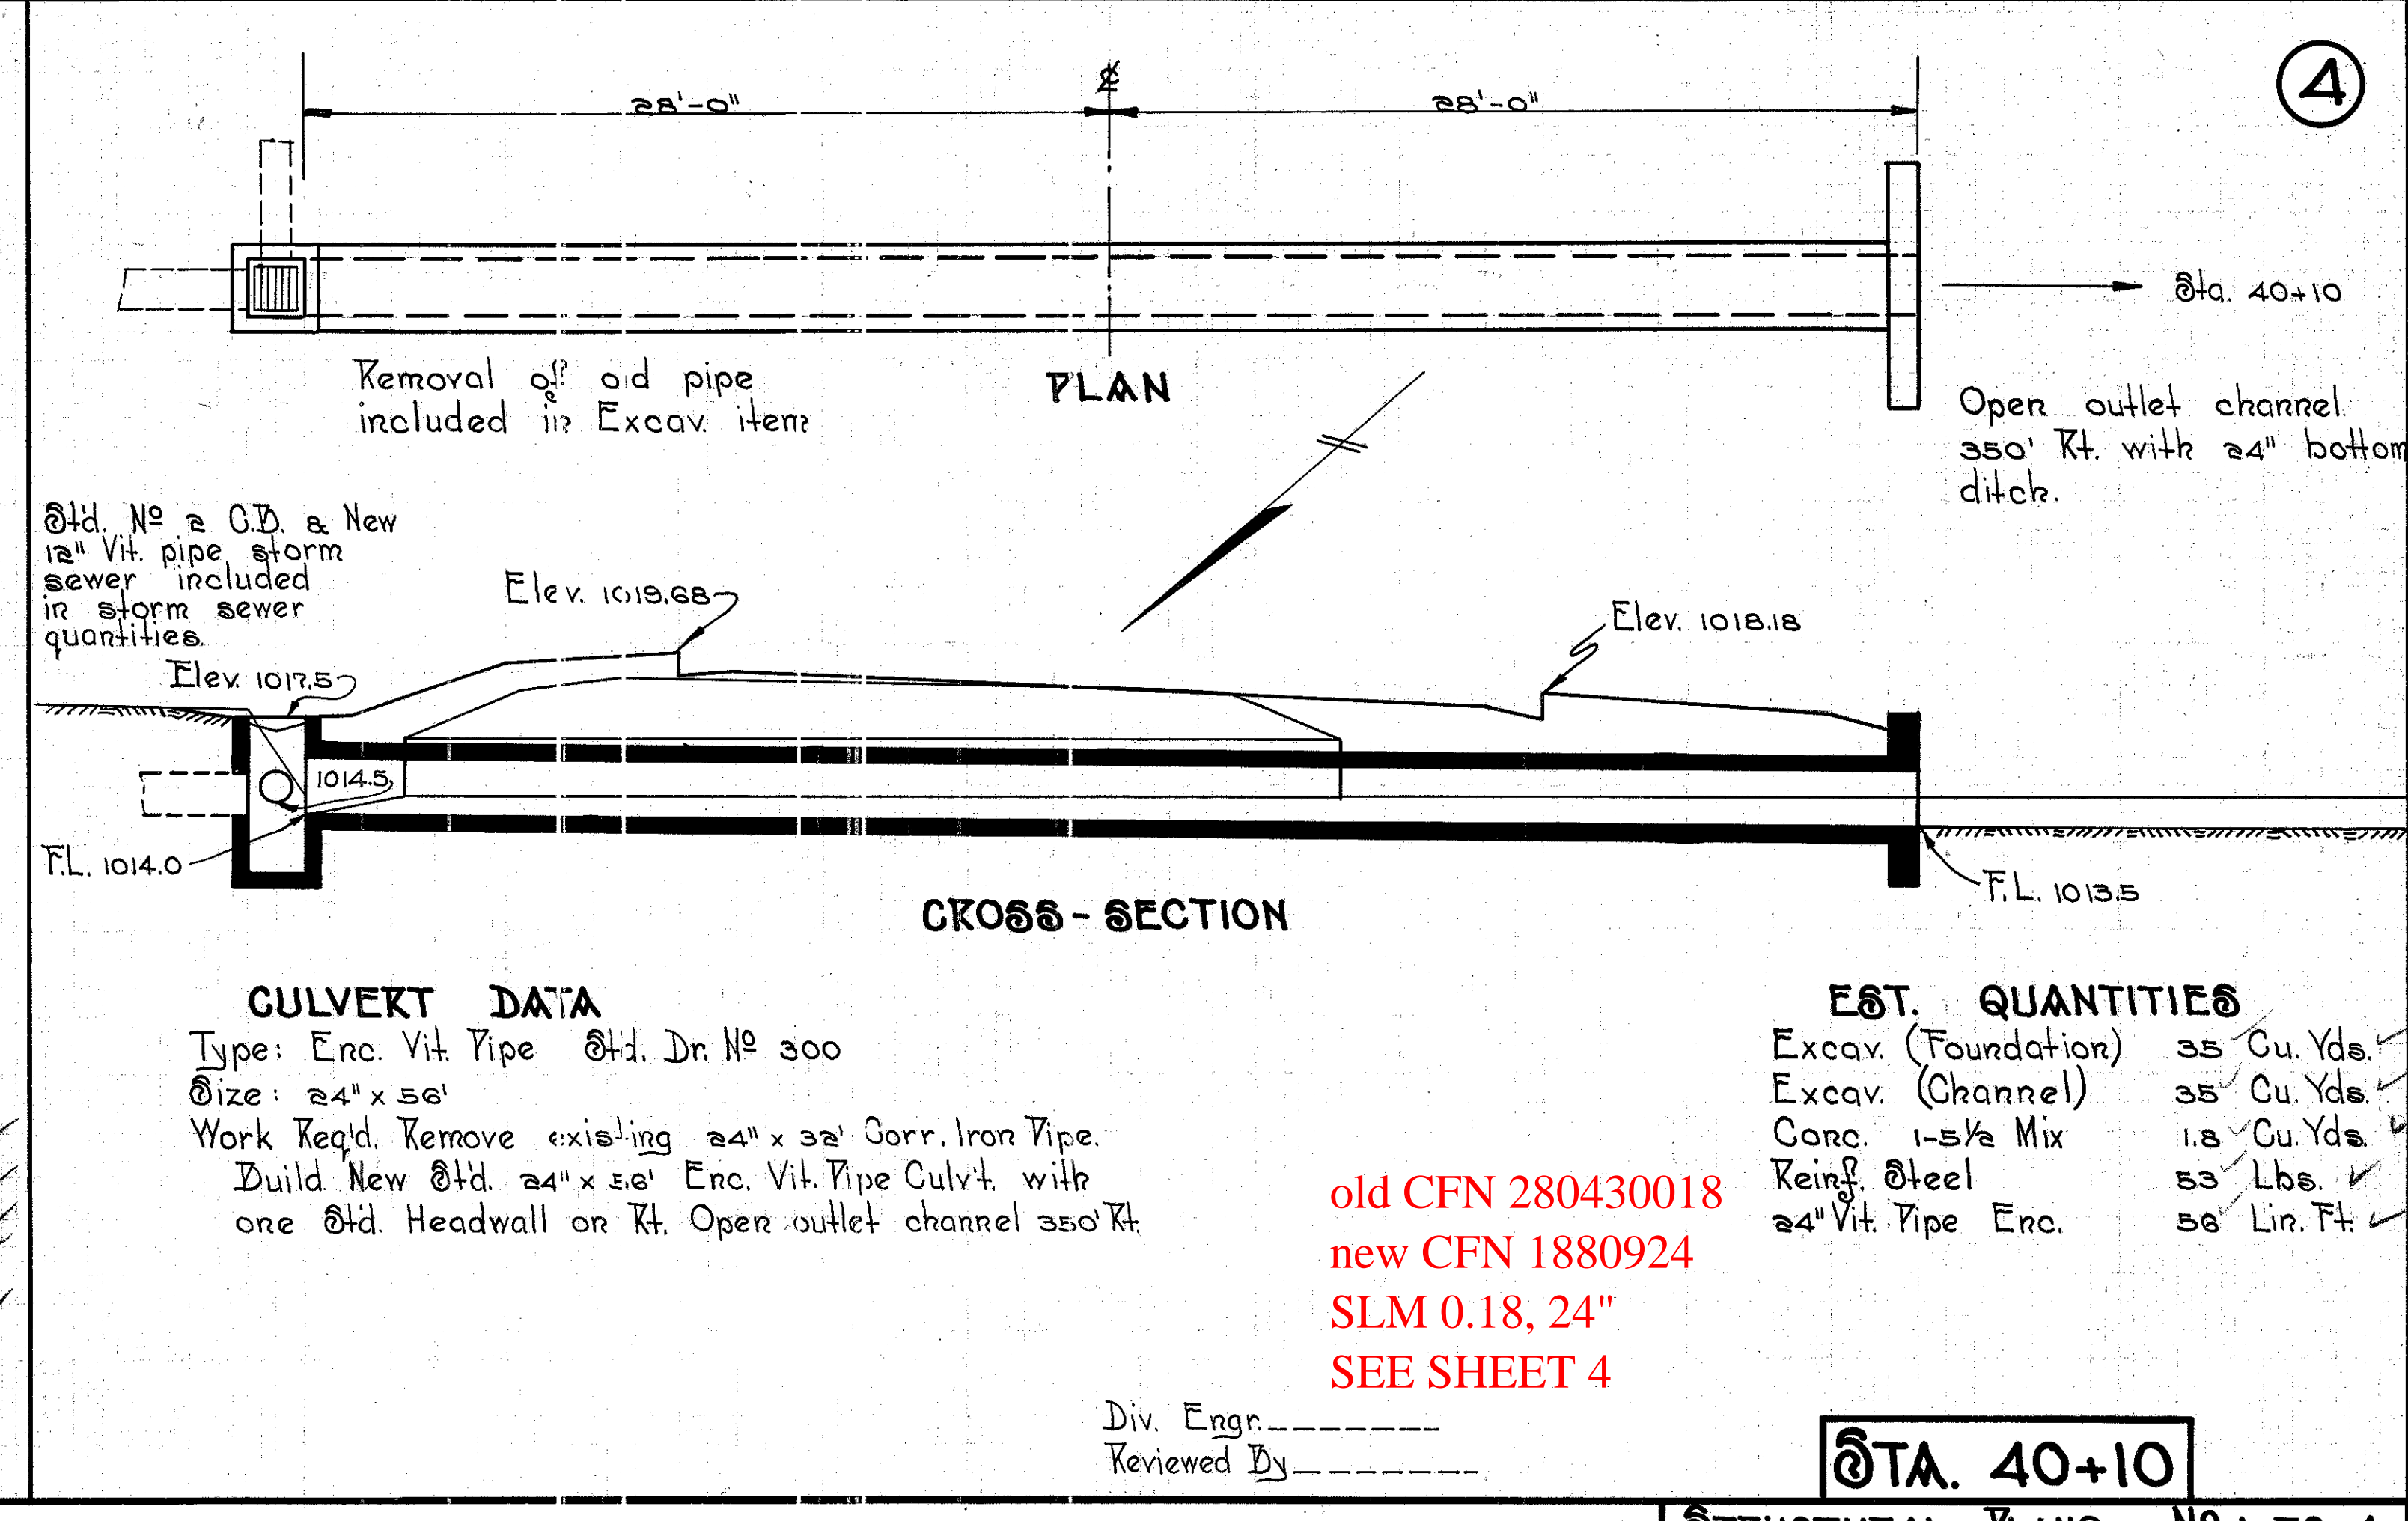 4
28'-0"
℄
28'-0"
Sta. 40+10
Removal of old pipe
included in Excav. item
PLAN
Open outlet channel
350' Rt. with 24" bottom
ditch.
Std. Nº 2 C.B. & New
12" Vit. pipe storm
sewer included
in storm sewer
quantities.
Elev. 1019.68
Elev. 1018.18
Elev. 1017.5
1014.5
F.L. 1014.0
F.L. 1013.5
CROSS-SECTION
CULVERT DATA
Type: Enc. Vit. Pipe Std. Dr. Nº 300
Size: 24" x 56'
Work Req'd. Remove existing 24" x 32' Corr. Iron Pipe.
Build New Std. 24" x 56' Enc. Vit. Pipe Culv't. with
one Std. Headwall on Rt. Open outlet channel 350' Rt.
EST. QUANTITIES
Excav. (Foundation) 35 Cu. Yds.
Excav. (Channel) 35 Cu. Yds.
Conc. 1-5½ Mix 1.8 Cu. Yds.
Reinf. Steel 53 Lbs.
24" Vit. Pipe Enc. 56 Lin. Ft.
old CFN 280430018
new CFN 1880924
SLM 0.18, 24"
SEE SHEET 4
Div. Engr.
Reviewed By
STA. 40+10